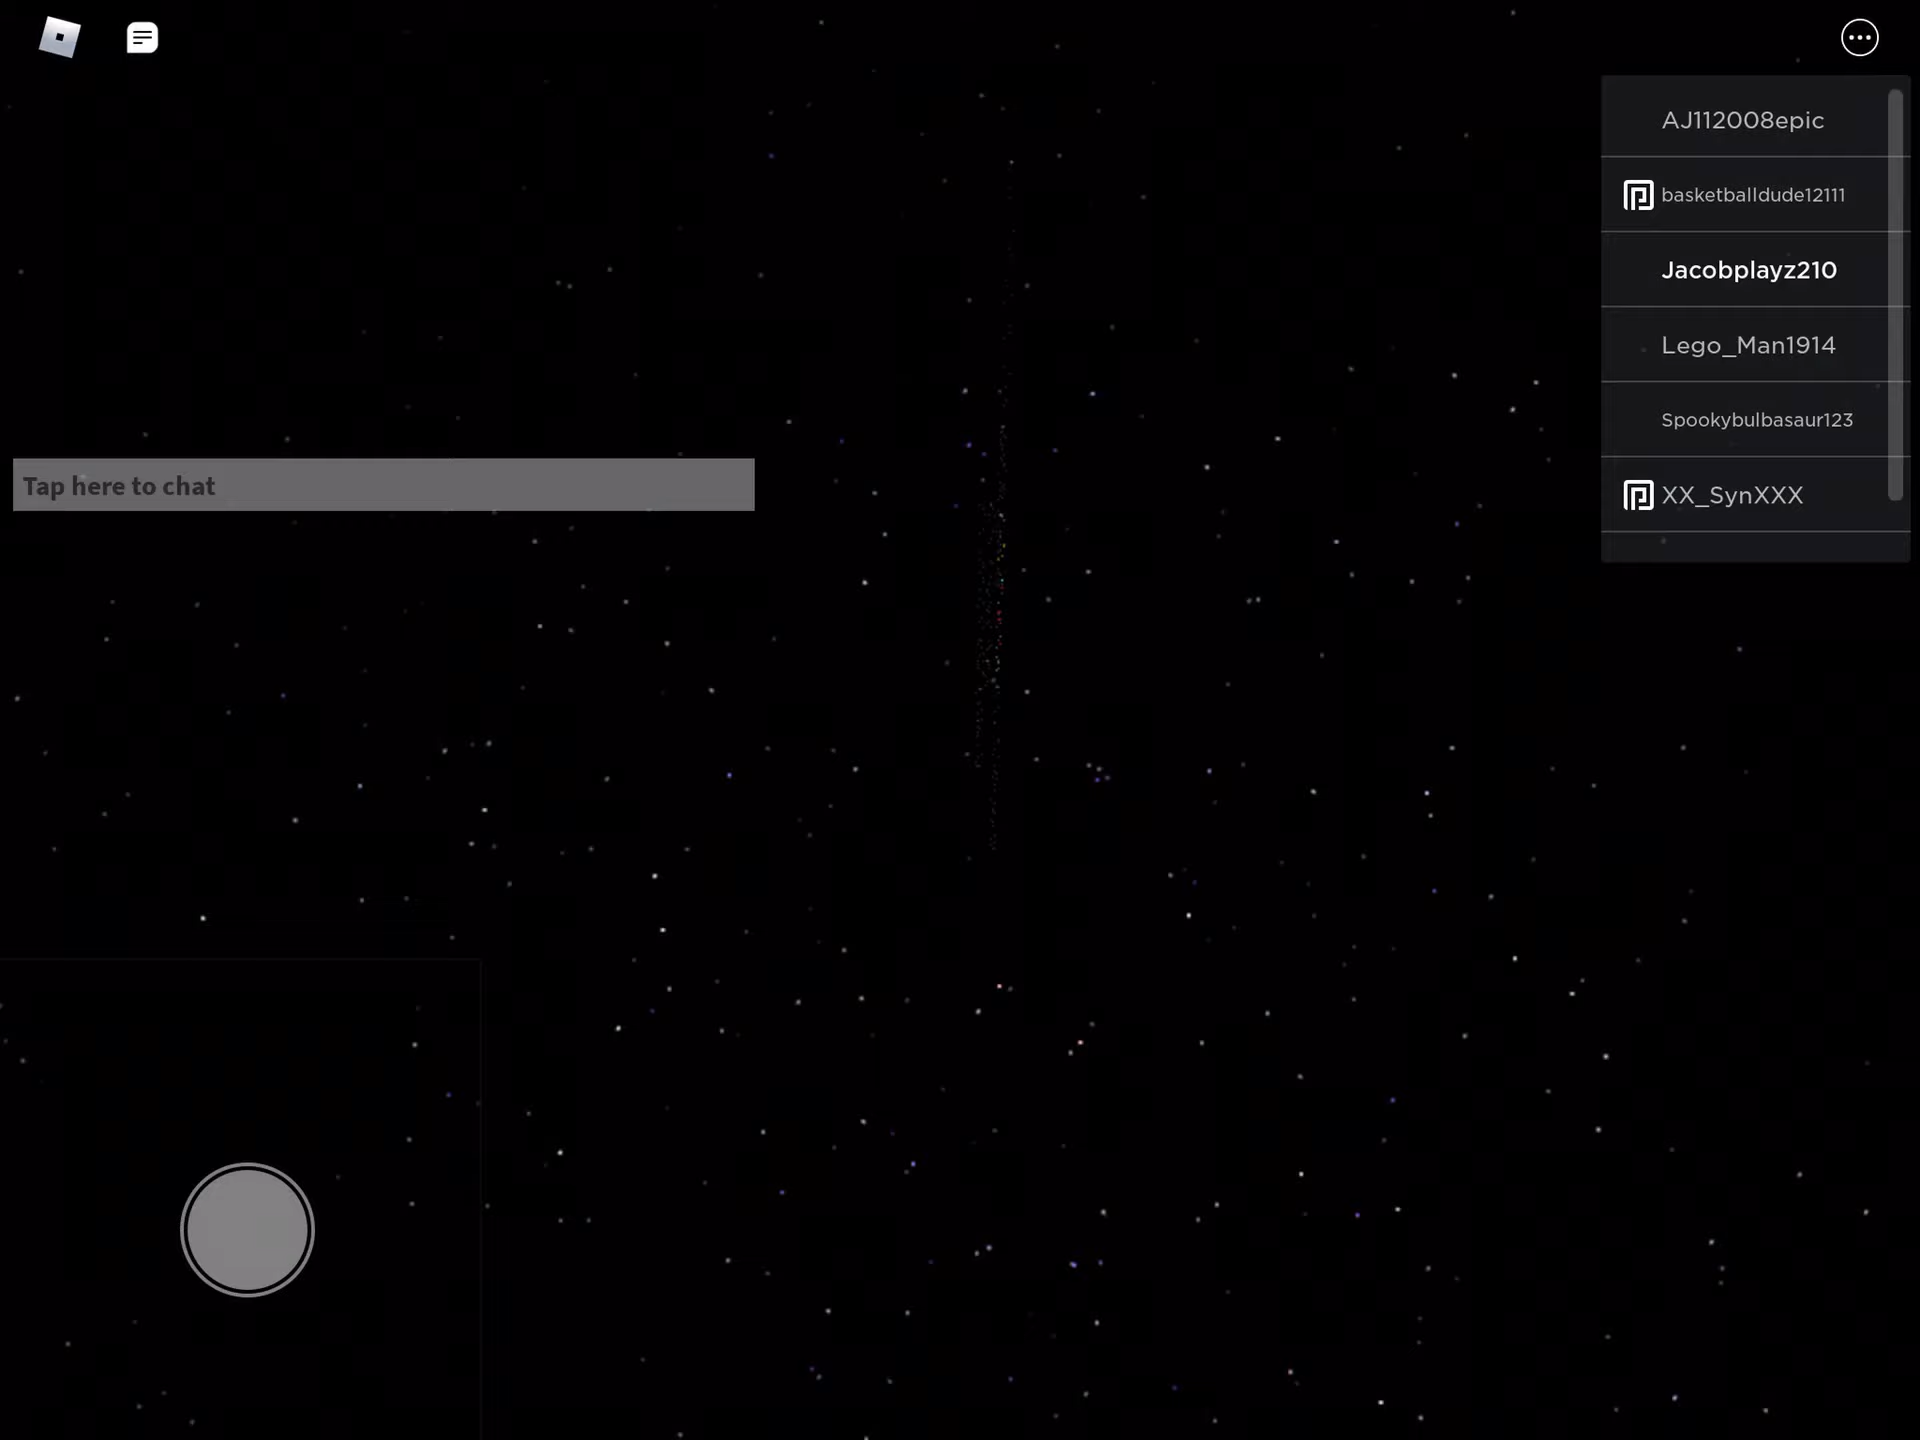 AJ112008epic
basketballdude12111
Jacobplayz210
Lego_Man1914
Spookybulbasaur123
XX_SynXXX
Tap here to chat